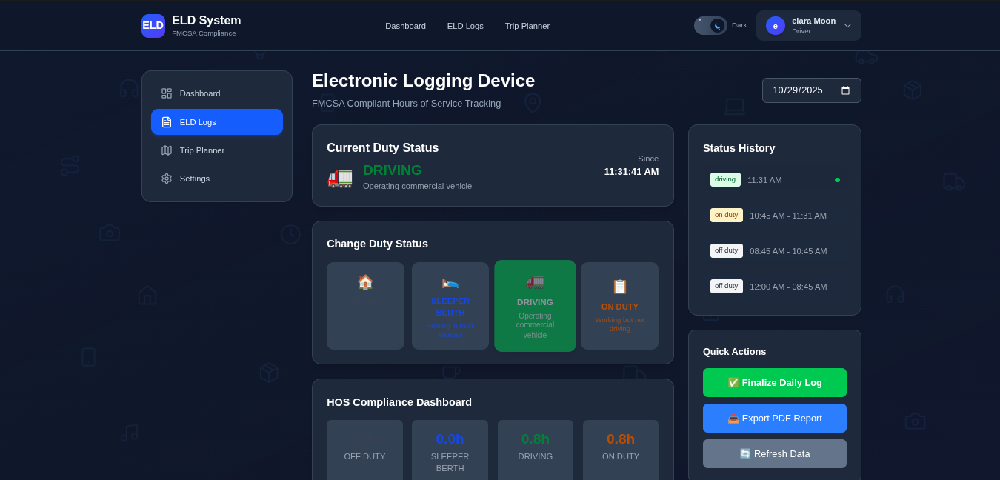 ELD
ELD System
FMCSA Compliance
Dashboard
ELD Logs
Trip Planner
Dark
e
elara Moon
Driver
Dashboard
ELD Logs
Trip Planner
Settings
Electronic Logging Device
FMCSA Compliant Hours of Service Tracking
10/29/2025
Current Duty Status
DRIVING
Operating commercial vehicle
Since
11:31:41 AM
Change Duty Status
SLEEPER
BERTH
DRIVING
Operating
commercial
vehicle
ON DUTY
Working but not
driving
HOS Compliance Dashboard
OFF DUTY
0.0h
SLEEPER
BERTH
0.8h
DRIVING
0.8h
ON DUTY
Status History
driving 11:31 AM
on duty 10:45 AM - 11:31 AM
off duty 08:45 AM - 10:45 AM
off duty 12:00 AM - 08:45 AM
Quick Actions
✅ Finalize Daily Log
📥 Export PDF Report
🔄 Refresh Data